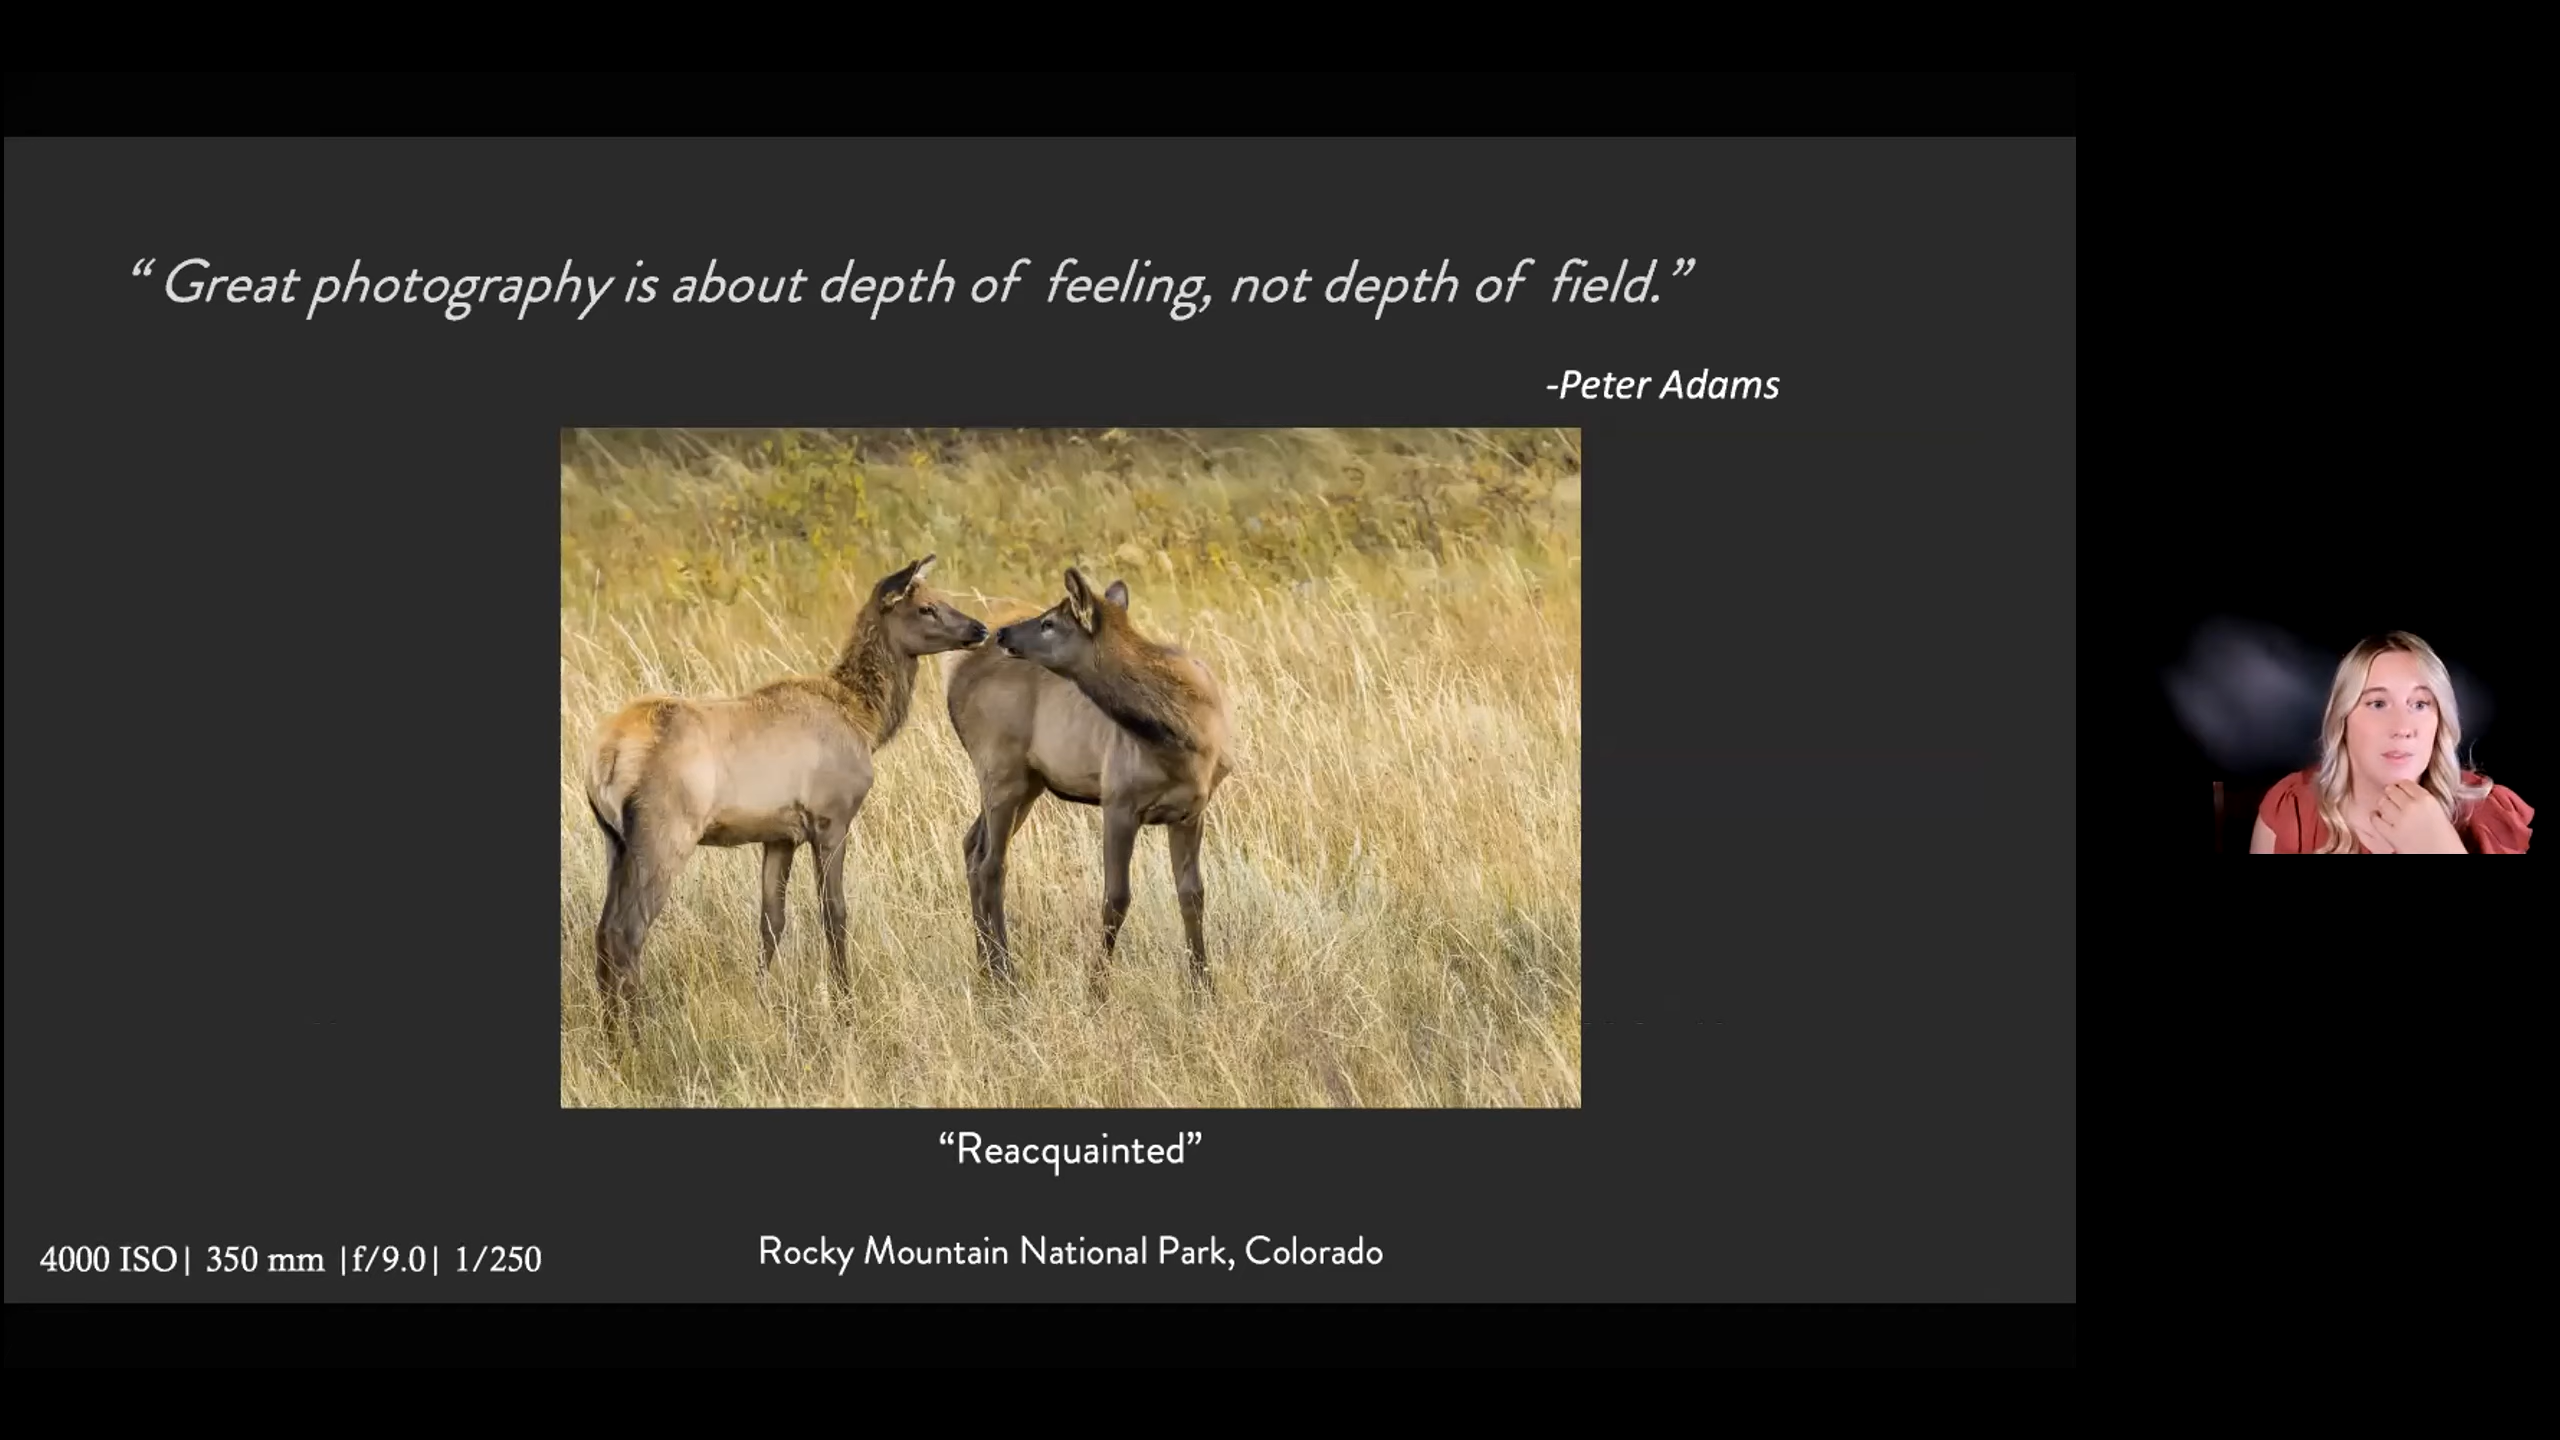 “ Great photography is about depth of feeling, not depth of field.”
-Peter Adams
“Reacquainted”
4000 ISO| 350 mm |f/9.0| 1/250
Rocky Mountain National Park, Colorado